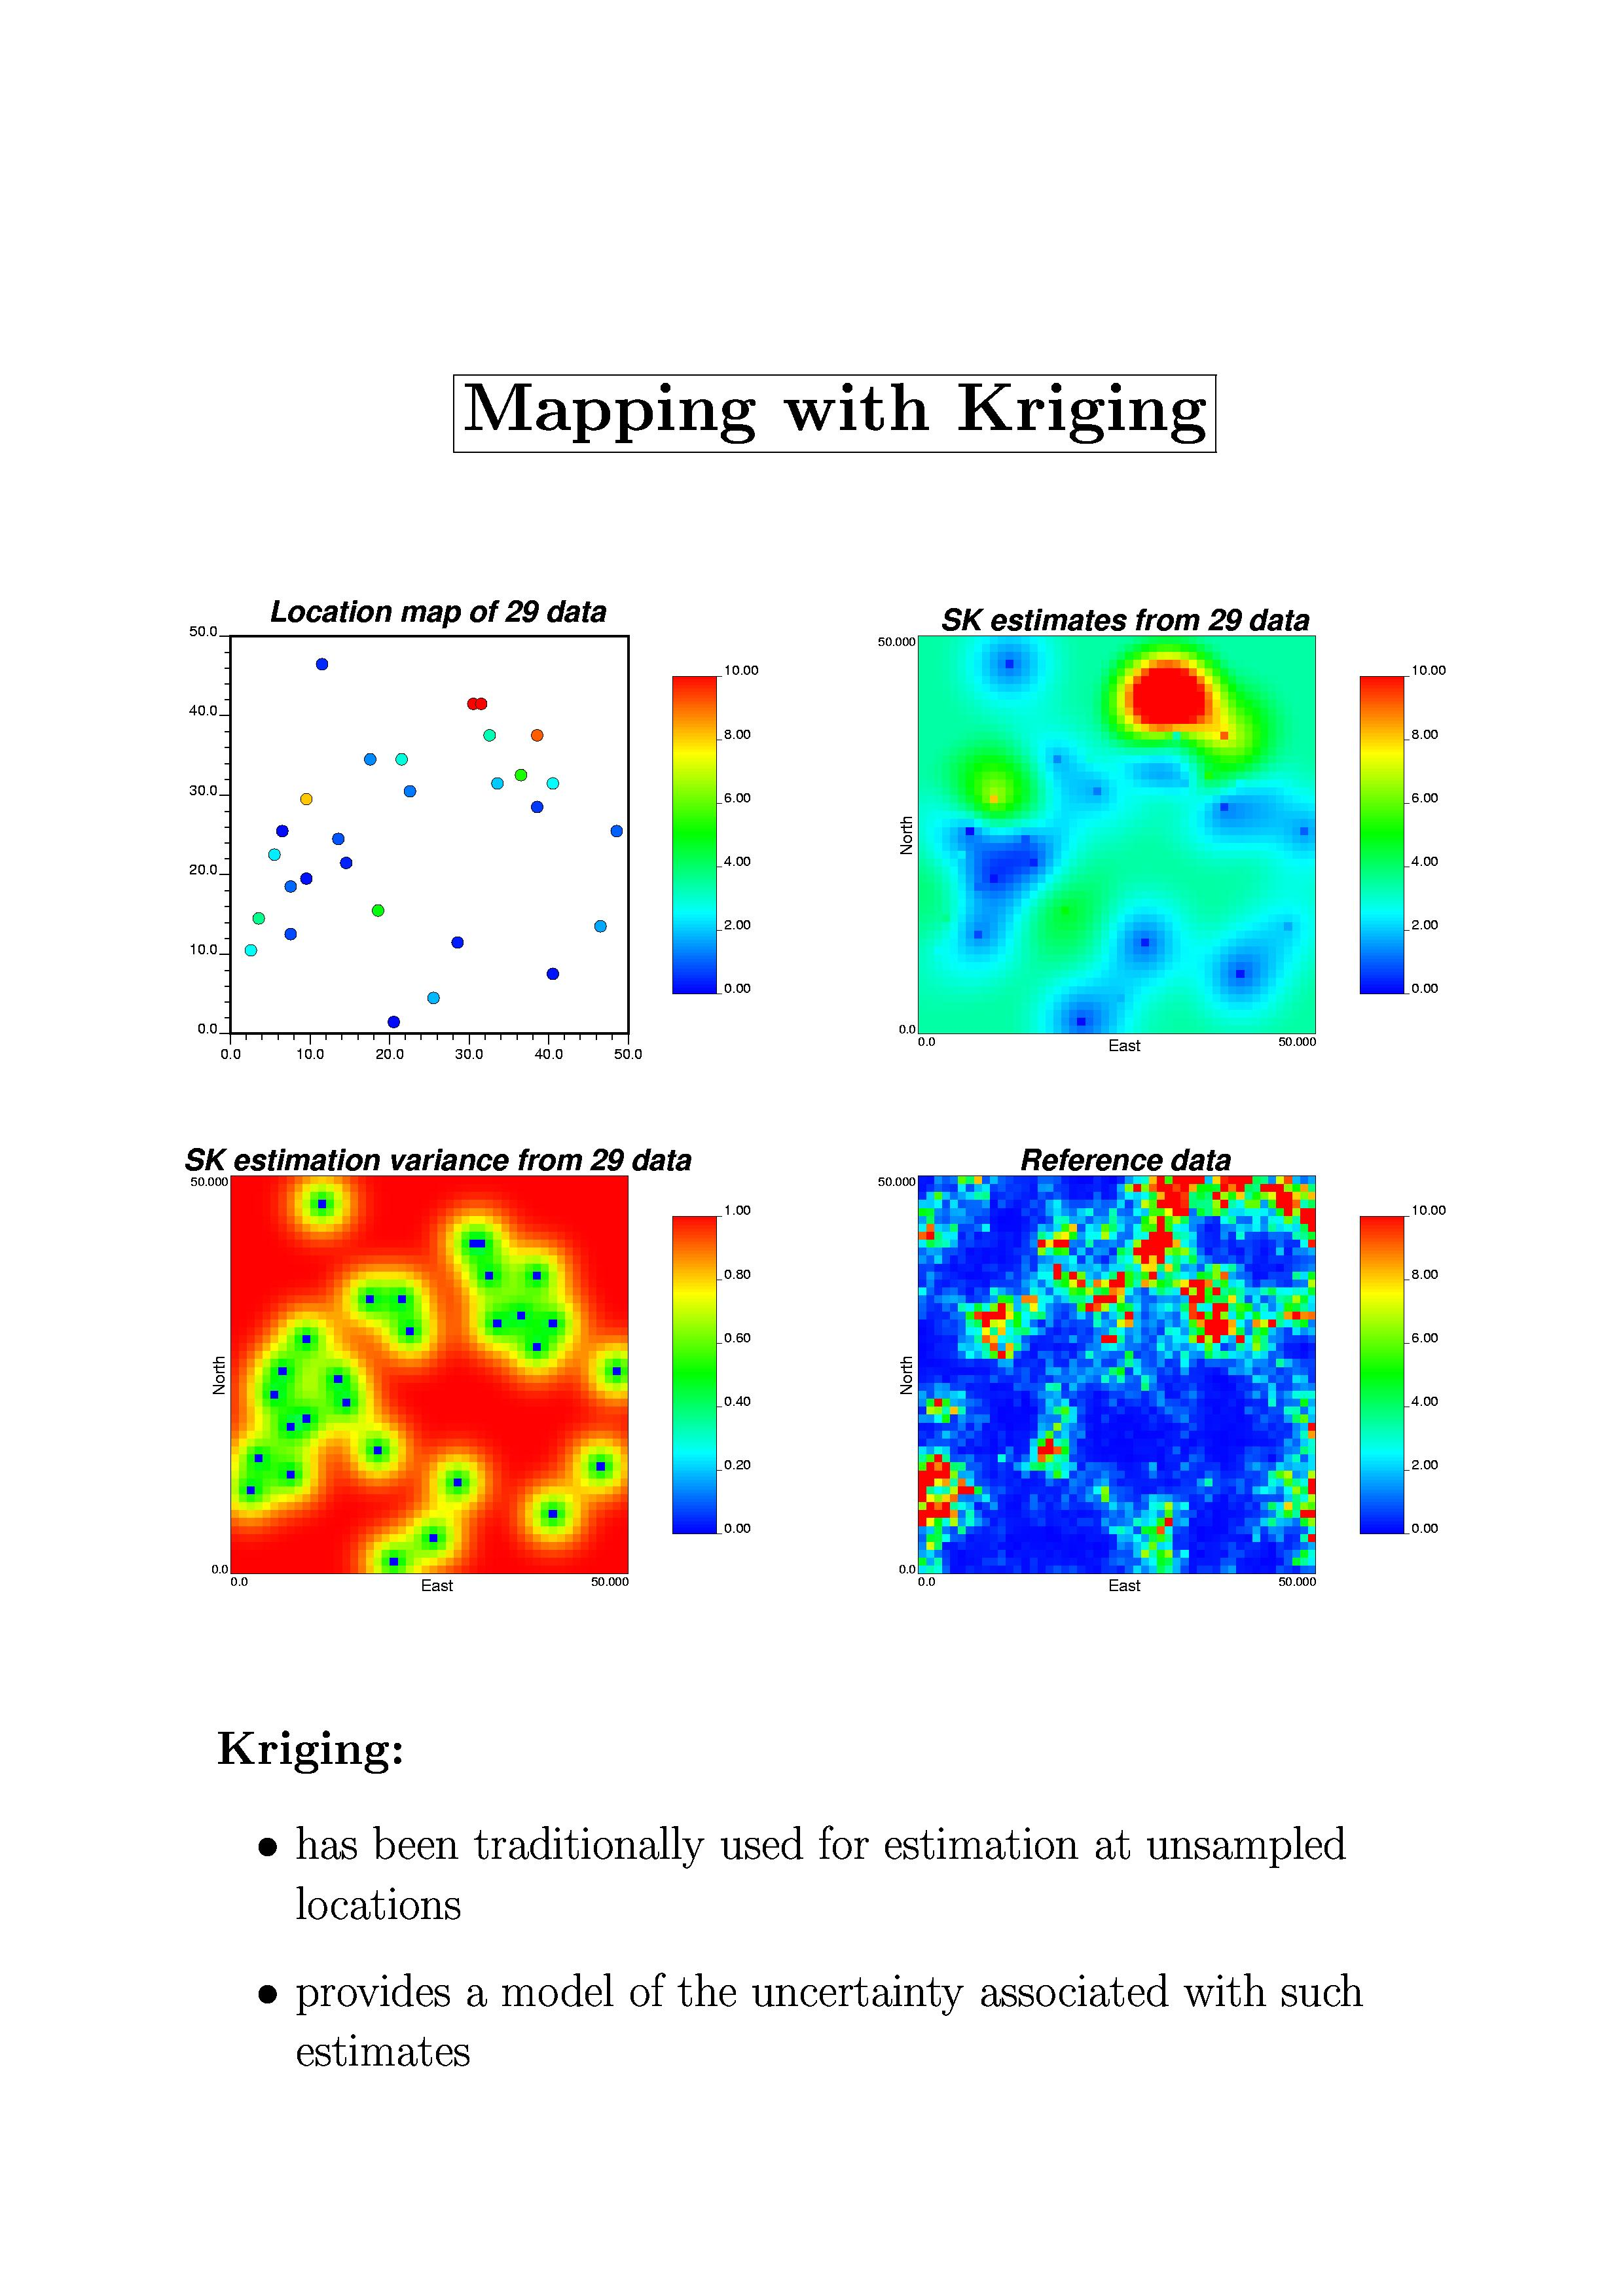 Mapping with Kriging
Location map of 29 data
50.0
40.0
30.0
20.0
10.0
0.0
0.0 10.0 20.0 30.0 40.0 50.0
10.00
8.00
6.00
4.00
2.00
0.00
SK estimates from 29 data
50.000
North
0.0
0.0 East 50.000
10.00
8.00
6.00
4.00
2.00
0.00
SK estimation variance from 29 data
50.000
North
0.0
0.0 East 50.000
1.00
0.80
0.60
0.40
0.20
0.00
Reference data
50.000
North
0.0
0.0 East 50.000
10.00
8.00
6.00
4.00
2.00
0.00
Kriging:
• has been traditionally used for estimation at unsampled
locations
• provides a model of the uncertainty associated with such
estimates